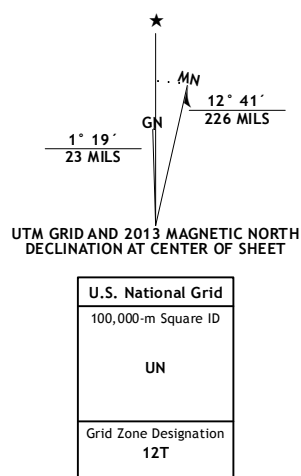 MN
12° 41´
226 MILS
GN
1° 19´
23 MILS
UTM GRID AND 2013 MAGNETIC NORTH
DECLINATION AT CENTER OF SHEET
U.S. National Grid
100,000-m Square ID
UN
Grid Zone Designation
12T